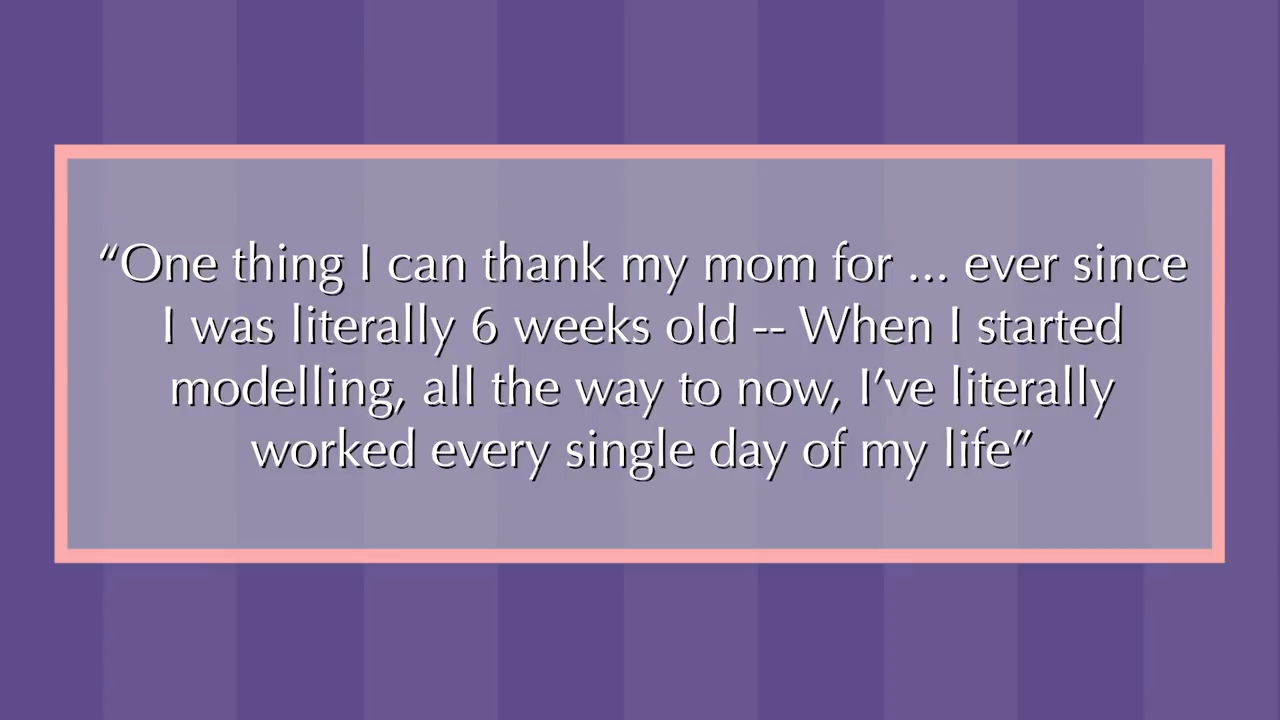 “One thing I can thank my mom for ... ever since
I was literally 6 weeks old -- When I started
modelling, all the way to now, I’ve literally
worked every single day of my life”